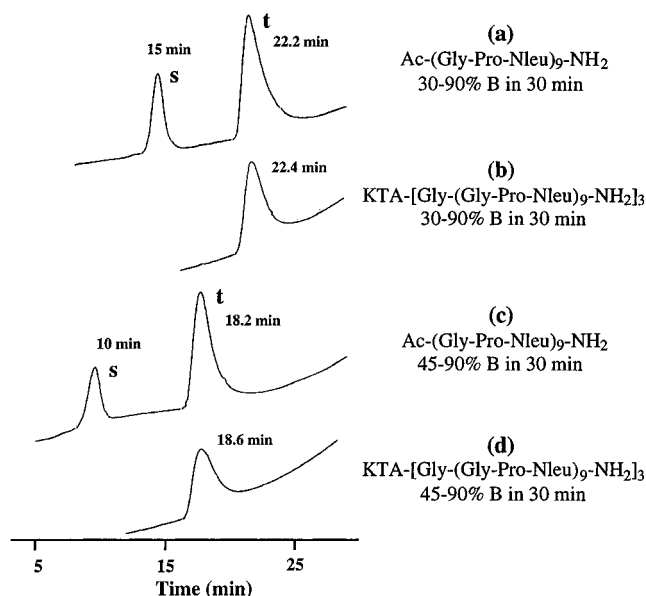 15 min
s
t
22.2 min
(a)
Ac-(Gly-Pro-Nleu)9-NH2
30-90% B in 30 min
22.4 min
(b)
KTA-[Gly-(Gly-Pro-Nleu)9-NH2]3
30-90% B in 30 min
10 min
s
t
18.2 min
(c)
Ac-(Gly-Pro-Nleu)9-NH2
45-90% B in 30 min
18.6 min
(d)
KTA-[Gly-(Gly-Pro-Nleu)9-NH2]3
45-90% B in 30 min
5 15 25
Time (min)